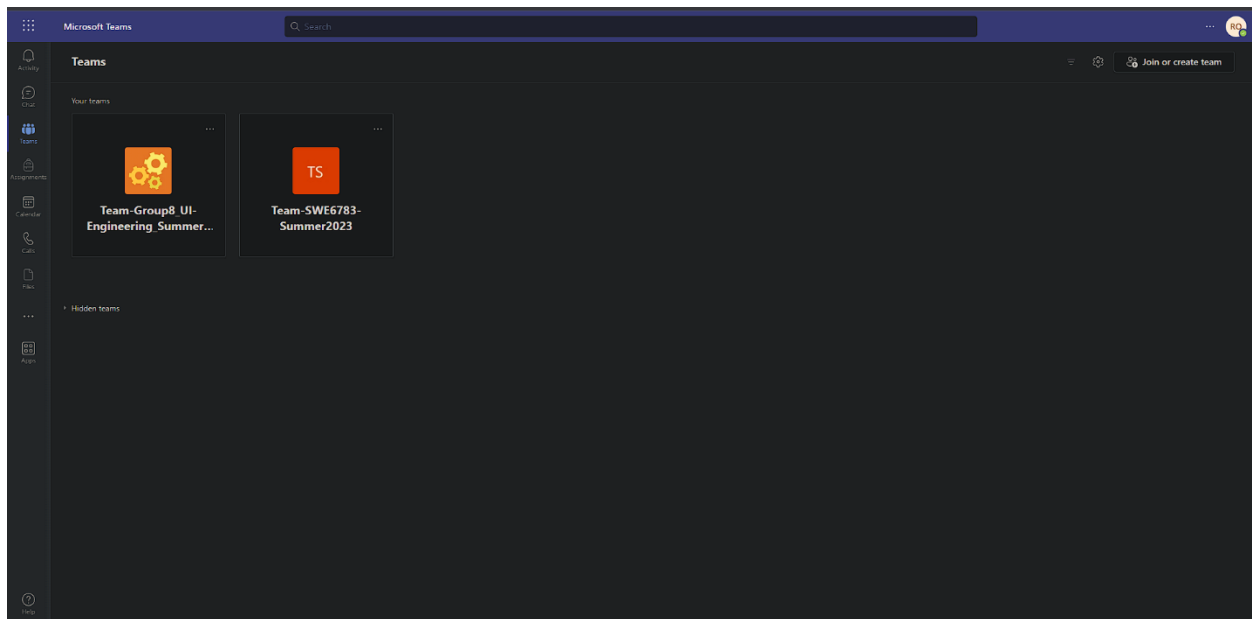 Microsoft Teams
Search
RO
Activity
Chat
Teams
Assignments
Calendar
Calls
Files
Apps
Help
Teams
Join or create team
Your teams
Team-Group8_UI-
Engineering_Summer...
TS
Team-SWE6783-
Summer2023
Hidden teams